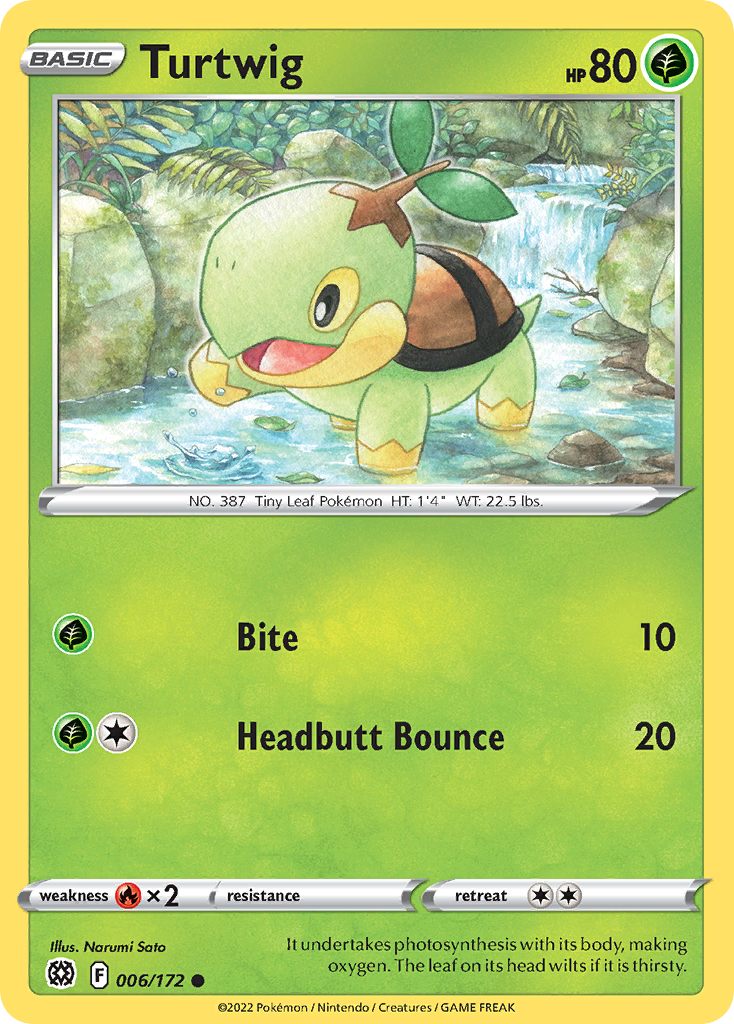 BASIC Turtwig HP 80
NO. 387 Tiny Leaf Pokémon HT: 1'4" WT: 22.5 lbs.
Bite 10
Headbutt Bounce 20
weakness ×2 resistance retreat
Illus. Narumi Sato
It undertakes photosynthesis with its body, making
oxygen. The leaf on its head wilts if it is thirsty.
F 006/172
©2022 Pokémon / Nintendo / Creatures / GAME FREAK